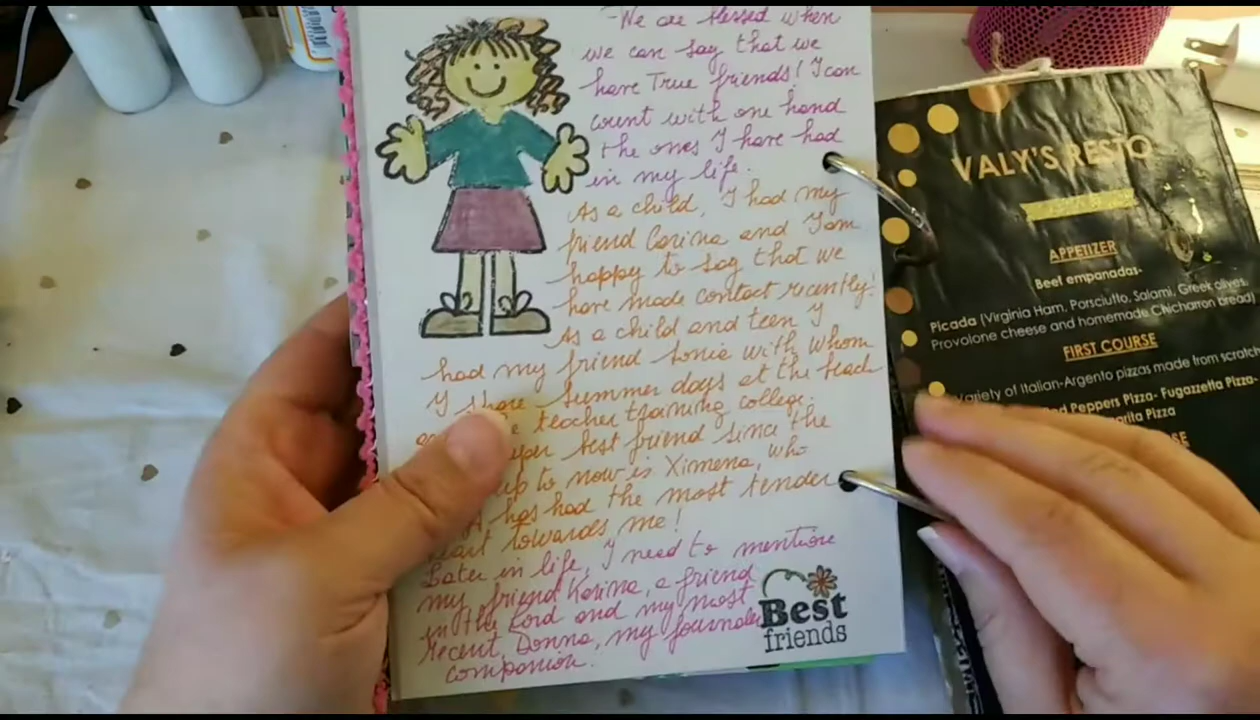 -We are blessed when
we can say that we
have True friends! I can
count with one hand
the ones I have had
in my life.
As a child, I had my
friend Corina and I am
happy to say that we
have made contact recently!
As a child and teen I
had my friend Sonia with whom
I share summer days at the beach
teacher training college.
best friend since the
up to now is Ximena, who
has had the most tender
heart towards me!
Later in life, I need to mention
my friend Karina, a friend
in the Lord and my most
recent, Donna, my journaling
companion.
Best
friends
VALY'S RESTO
APPETIZER
Beef empanadas-
Picada (Virginia Ham, Parsciutto, Salami, Greek olives,
Provolone cheese and homemade Chicharron bread)
FIRST COURSE
Variety of Italian-Argento pizzas made from scratch
Red Peppers Pizza- Fugazzetta Pizza-
Pizza